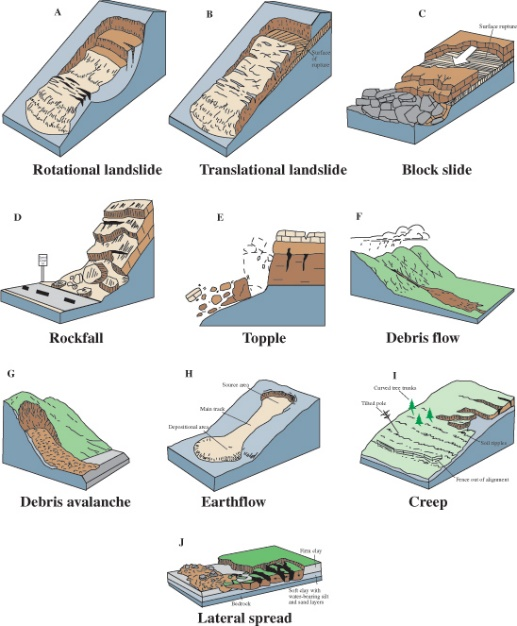 A
B
C
Surface rupture
Surface
of
rupture
Rotational landslide
Translational landslide
Block slide
D
E
F
Rockfall
Topple
Debris flow
G
H
I
Source area
Main track
Depositional area
Curved tree trunks
Tilted pole
Soil ripples
Fence out of alignment
Debris avalanche
Earthflow
Creep
J
Firm clay
Soft clay with
water-bearing silt
and sand layers
Bedrock
Lateral spread